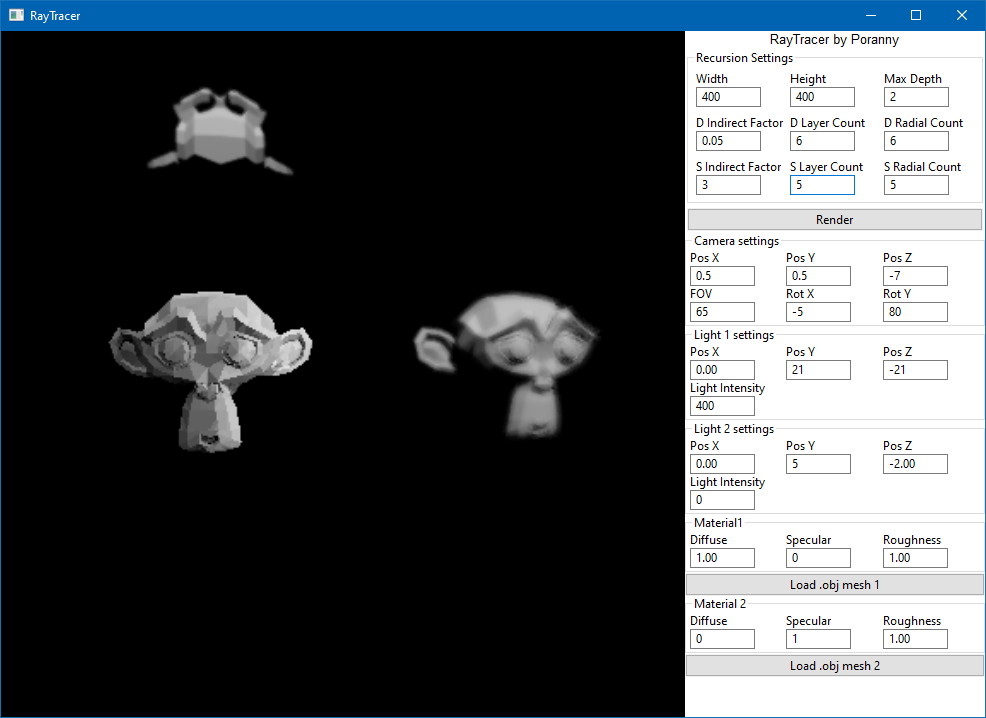 RayTracer
RayTracer by Poranny
Recursion Settings
Width Height Max Depth
400 400 2
D Indirect Factor D Layer Count D Radial Count
0.05 6 6
S Indirect Factor S Layer Count S Radial Count
3 5 5
Render
Camera settings
Pos X Pos Y Pos Z
0.5 0.5 -7
FOV Rot X Rot Y
65 -5 80
Light 1 settings
Pos X Pos Y Pos Z
0.00 21 -21
Light Intensity
400
Light 2 settings
Pos X Pos Y Pos Z
0.00 5 -2.00
Light Intensity
0
Material1
Diffuse Specular Roughness
1.00 0 1.00
Load .obj mesh 1
Material 2
Diffuse Specular Roughness
0 1 1.00
Load .obj mesh 2